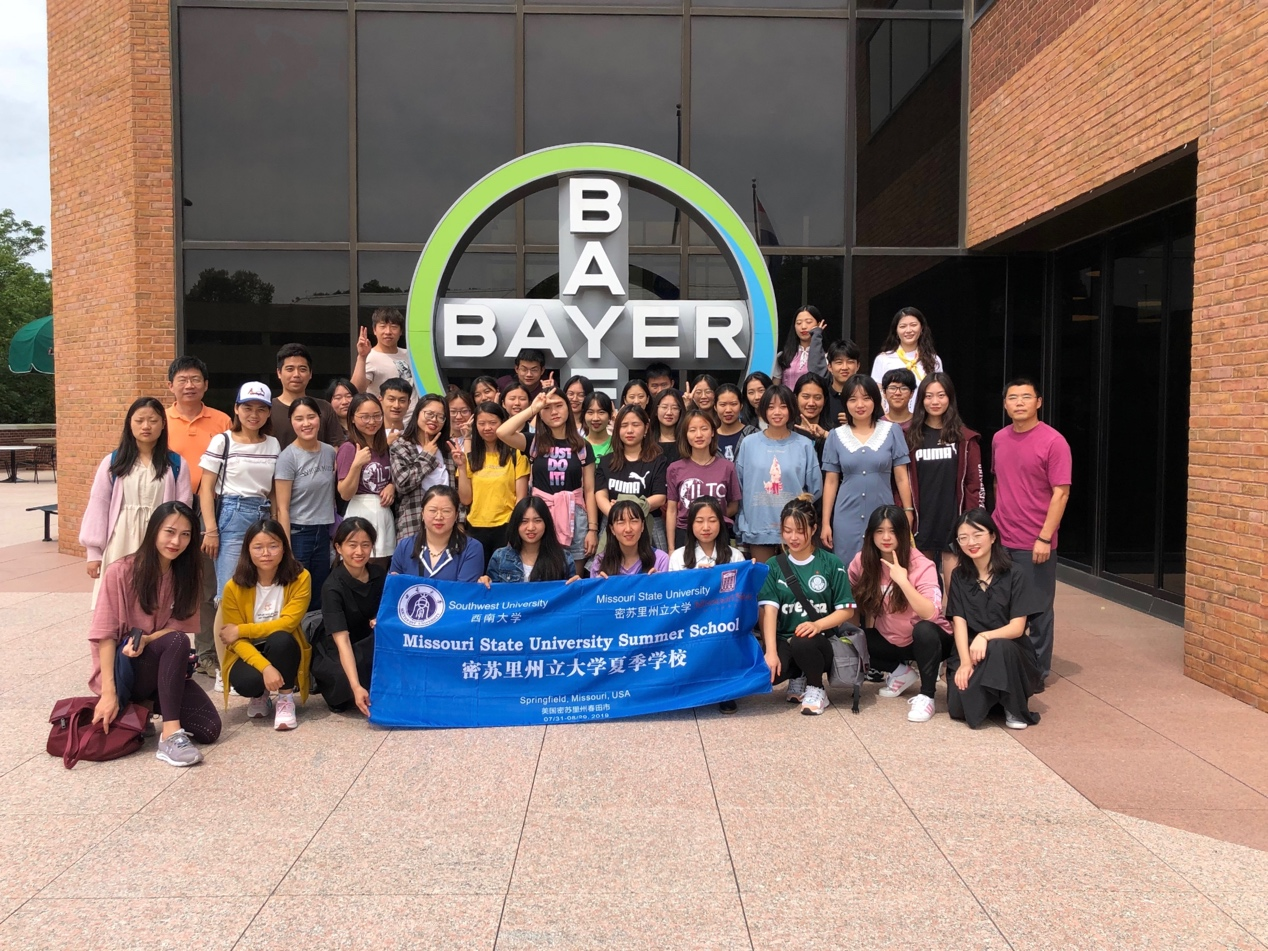 BAYER
BAYE
Southwest University
西南大学
Missouri State University
密苏里州立大学
Missouri State University Summer School
密苏里州立大学夏季学校
Springfield, Missouri, USA
美国密苏里州春田市
JUST
DO
IT!
PUMA
PUMA
LTC